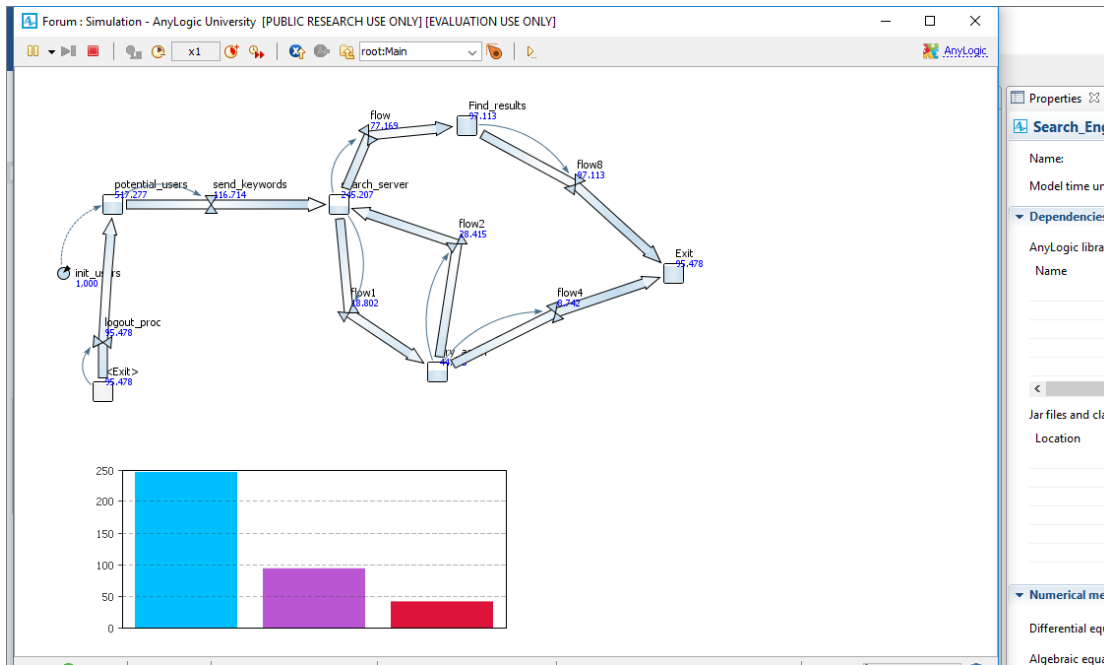 Forum : Simulation - AnyLogic University [PUBLIC RESEARCH USE ONLY] [EVALUATION USE ONLY]
x1
root:Main
AnyLogic
Properties
Search_Eng
Name:
Model time un
Dependencies
AnyLogic libra
Name
Jar files and cla
Location
Numerical me
Differential equ
Algebraic equa
Find_results
97.113
flow
77.169
flow8
97.113
potential_users
517.277
send_keywords
116.714
245.207
flow2
28.415
Exit
95.478
init_users
1,000
flow1
18.802
flow4
8.742
logout_proc
95.478
<Exit>
95.478
250
200
150
100
50
0